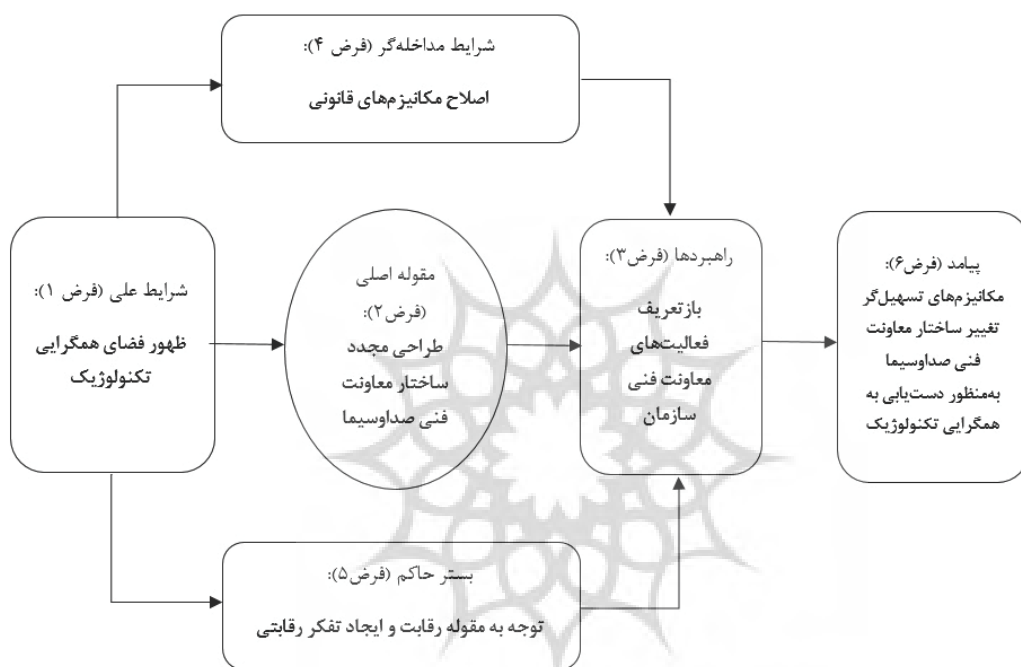 شرایط مداخله‌گر (فرض ۴):
اصلاح مکانیزم‌های قانونی
شرایط علی (فرض ۱):
ظهور فضای همگرایی
تکنولوژیک
مقوله اصلی
(فرض۲):
طراحی مجدد
ساختار معاونت
فنی صداوسیما
راهبردها (فرض۳):
بازتعریف
فعالیت‌های
معاونت فنی
سازمان
پیامد (فرض۶):
مکانیزم‌های تسهیل‌گر
تغییر ساختار معاونت
فنی صداوسیما
به‌منظور دست‌یابی به
همگرایی تکنولوژیک
بستر حاکم (فرض۵):
توجه به مقوله رقابت و ایجاد تفکر رقابتی